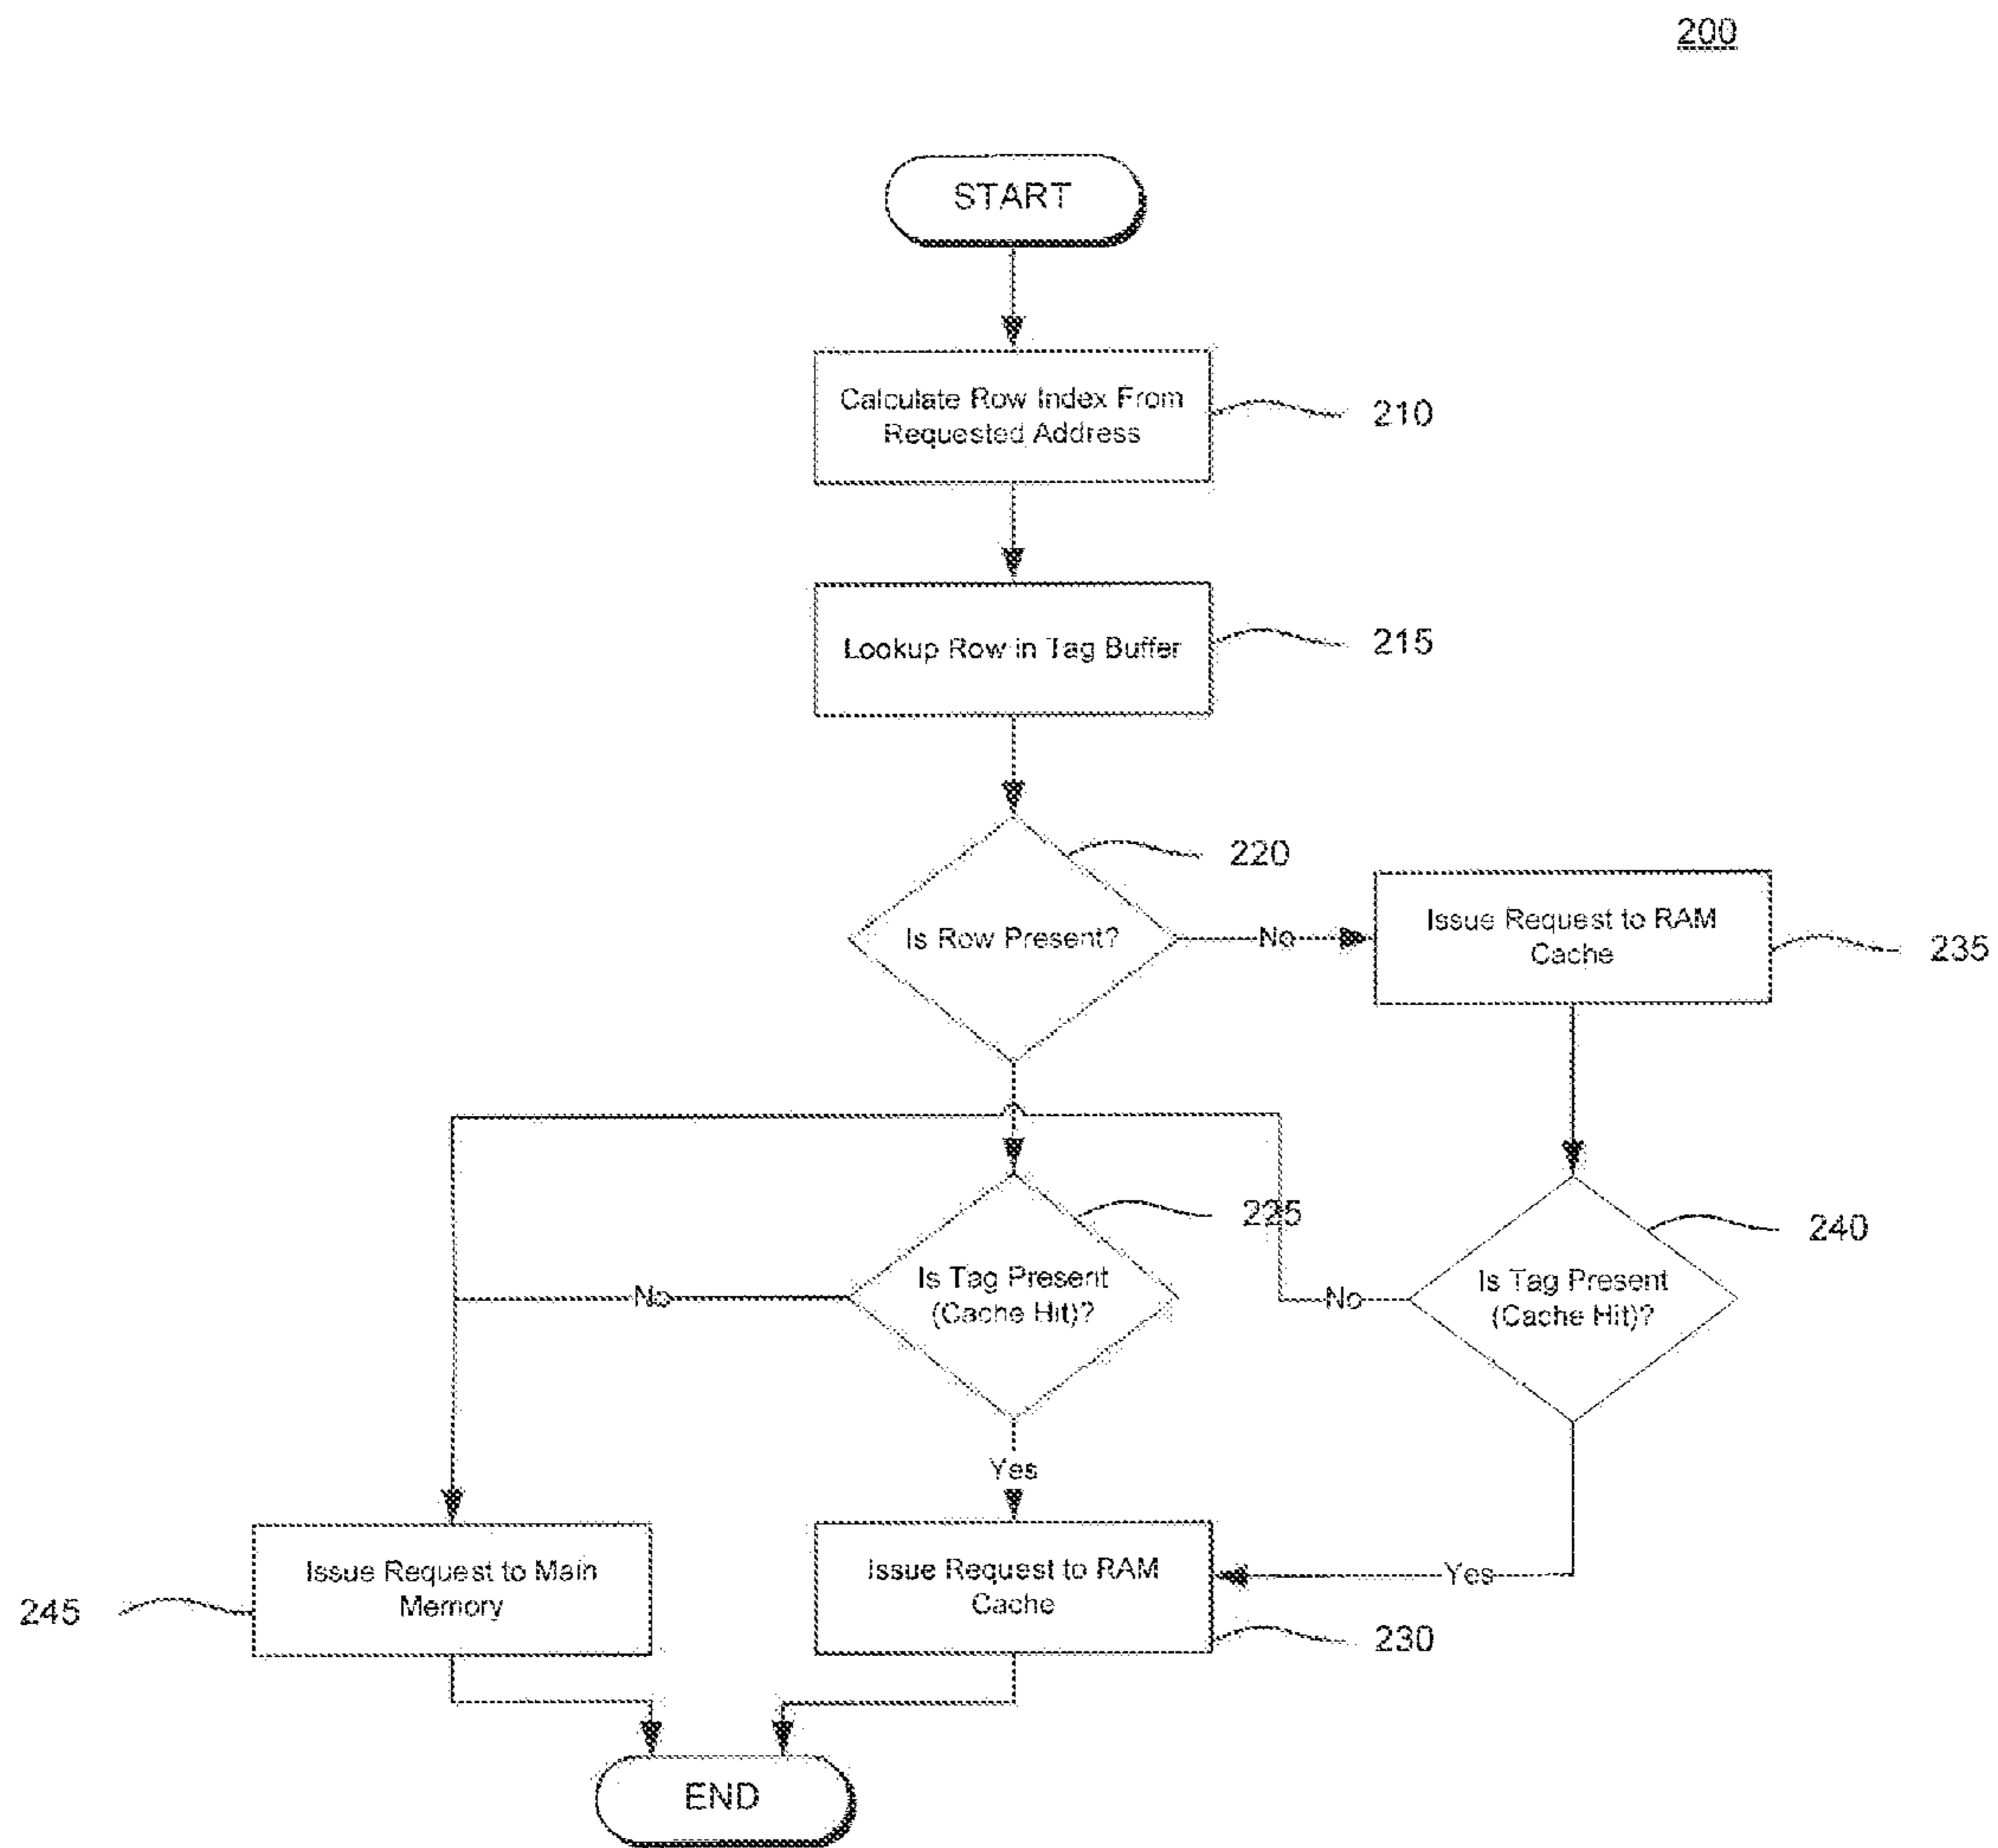 200
START
Calculate Row Index From
Requested Address
210
Lookup Row in Tag Buffer
215
220
Is Row Present?
No
Issue Request to RAM
Cache
235
225
240
Is Tag Present
(Cache Hit)?
No
No
Is Tag Present
(Cache Hit)?
Yes
Issue Request to Main
Memory
245
Issue Request to RAM
Cache
Yes
230
END